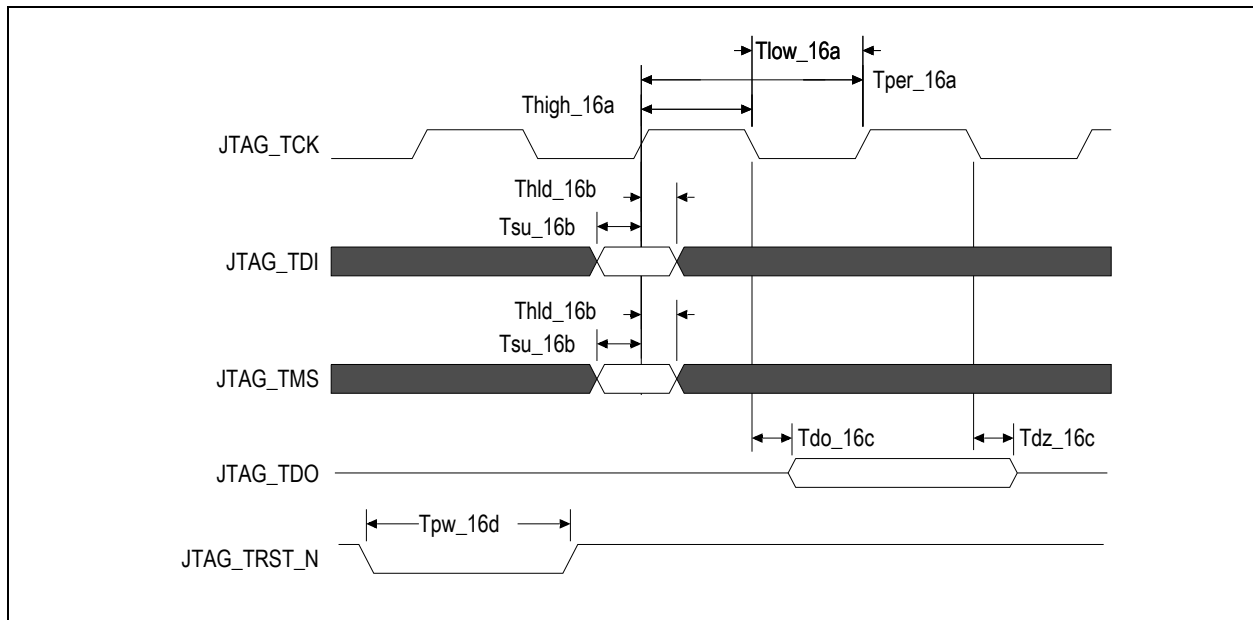 Tlow_16a
Tper_16a
Thigh_16a
JTAG_TCK
Thld_16b
Tsu_16b
JTAG_TDI
Thld_16b
Tsu_16b
JTAG_TMS
Tdo_16c
Tdz_16c
JTAG_TDO
Tpw_16d
JTAG_TRST_N